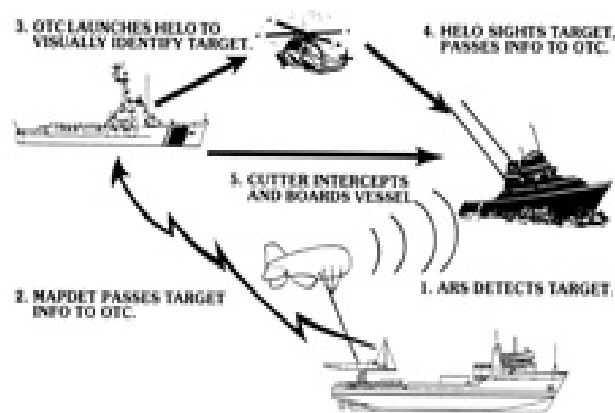 3. OTC LAUNCHES HELO TO
VISUALLY IDENTIFY TARGET.
4. HELO SIGHTS TARGET,
PASSES INFO TO OTC.
5. CUTTER INTERCEPTS
AND BOARDS VESSEL
2. MAPDET PASSES TARGET
INFO TO OTC.
1. ARS DETECTS TARGET.